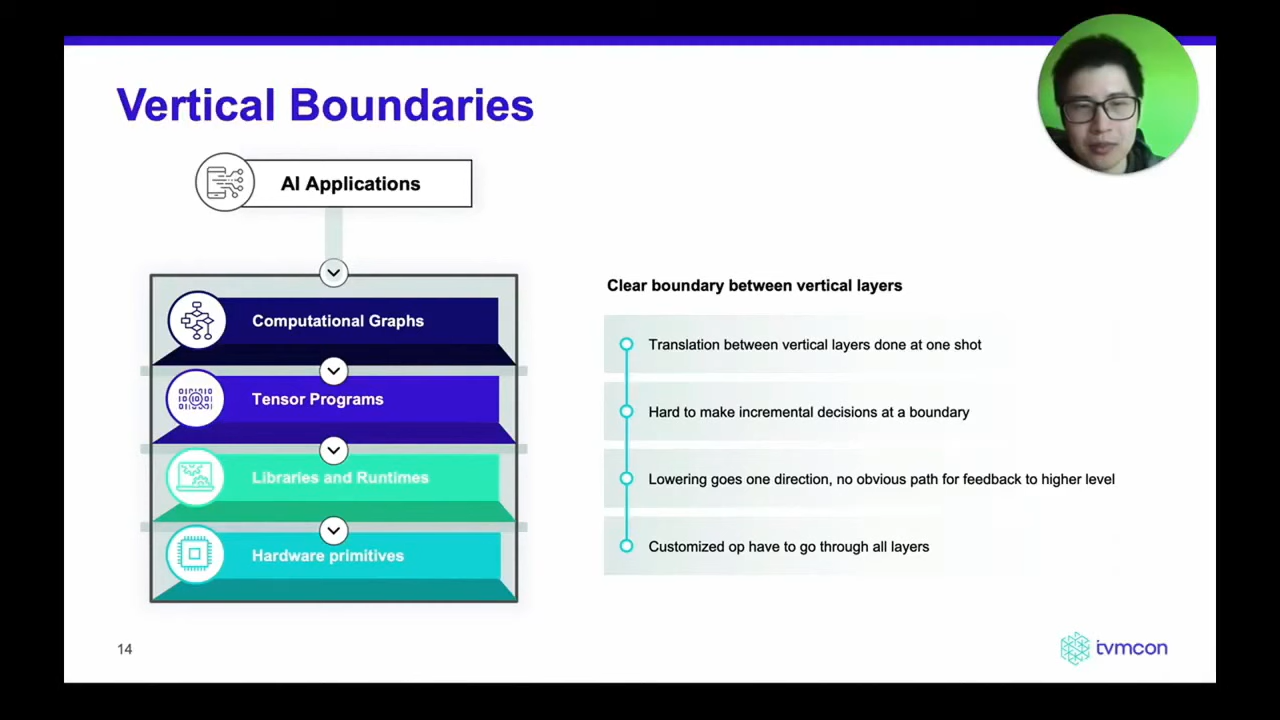 Vertical Boundaries
AI Applications
Computational Graphs
Tensor Programs
Libraries and Runtimes
Hardware primitives
Clear boundary between vertical layers
Translation between vertical layers done at one shot
Hard to make incremental decisions at a boundary
Lowering goes one direction, no obvious path for feedback to higher level
Customized op have to go through all layers
14
tvmcon